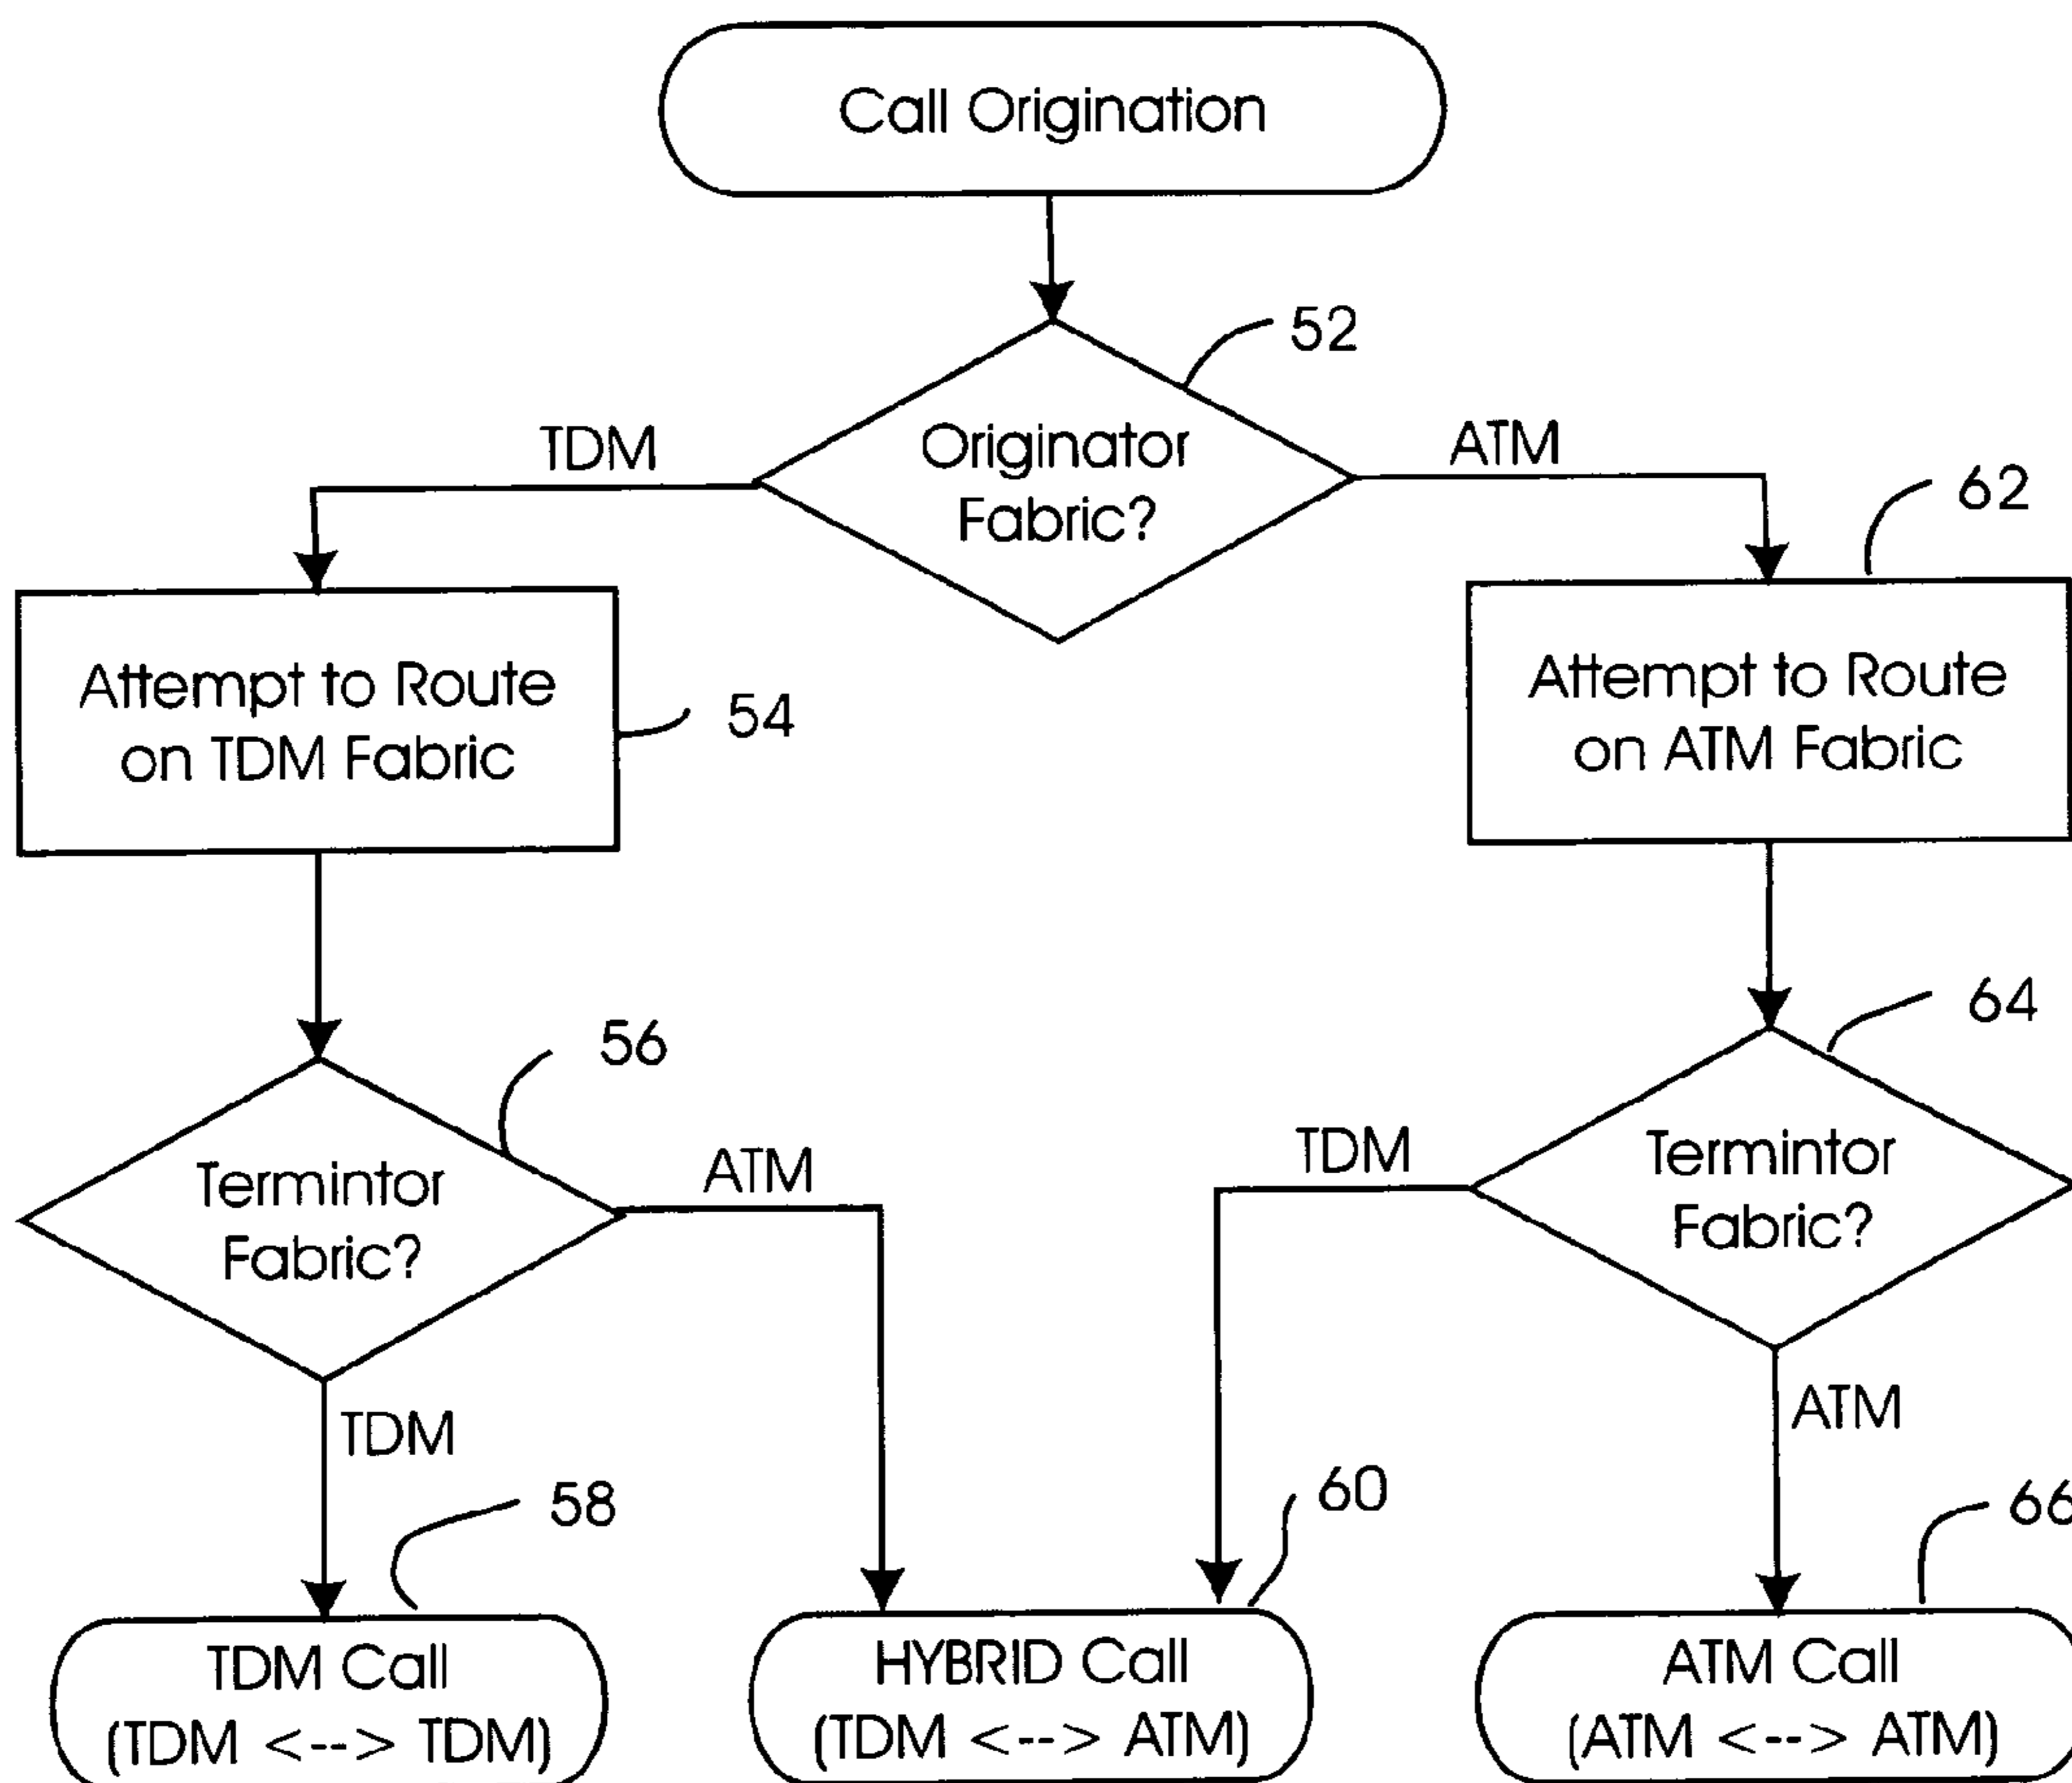 Call Origination
52
Originator
Fabric?
TDM
ATM
62
Attempt to Route
on TDM Fabric
54
Attempt to Route
on ATM Fabric
56
64
Termintor
Fabric?
ATM
TDM
Termintor
Fabric?
TDM
ATM
58
60
66
TDM Call
(TDM <--> TDM)
HYBRID Call
(TDM <--> ATM)
ATM Call
(ATM <--> ATM)